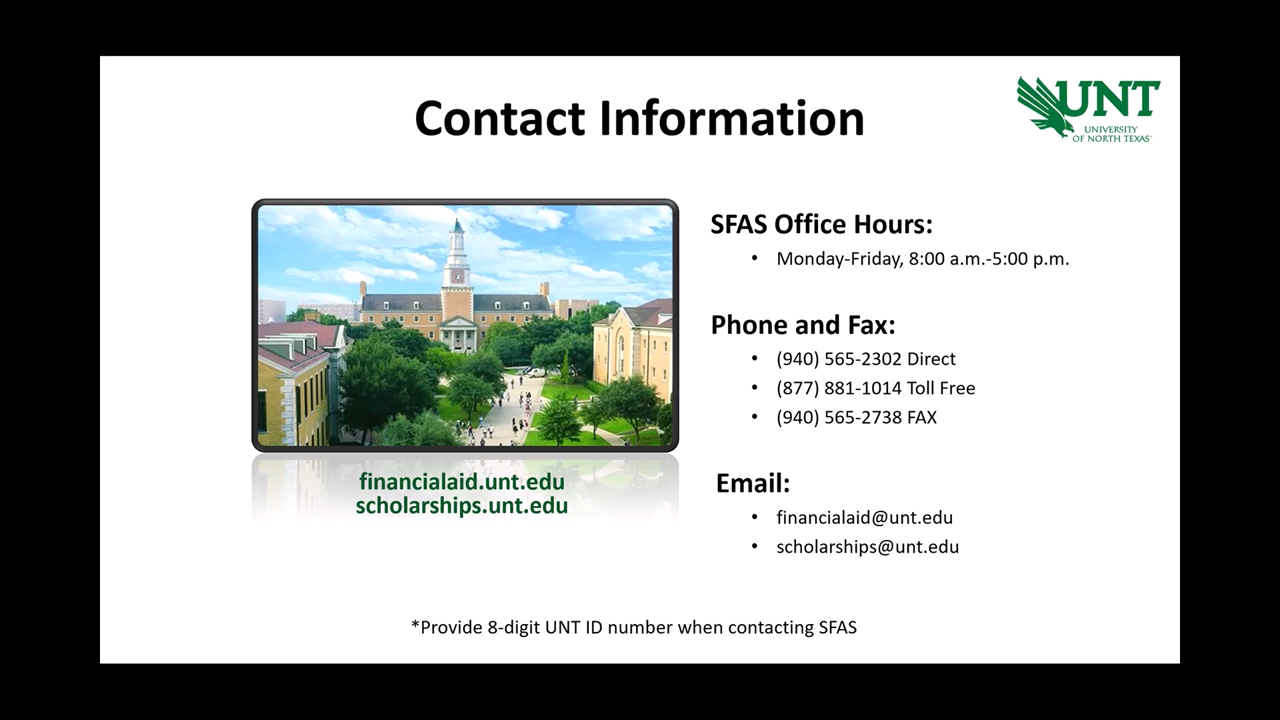 Contact Information
UNT
UNIVERSITY
OF NORTH TEXAS
SFAS Office Hours:
• Monday-Friday, 8:00 a.m.-5:00 p.m.
Phone and Fax:
• (940) 565-2302 Direct
• (877) 881-1014 Toll Free
• (940) 565-2738 FAX
financialaid.unt.edu
scholarships.unt.edu
Email:
• financialaid@unt.edu
• scholarships@unt.edu
*Provide 8-digit UNT ID number when contacting SFAS